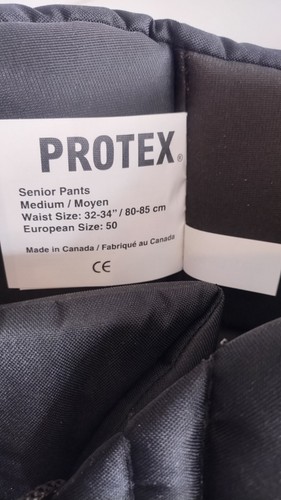 PROTEX®
Senior Pants
Medium / Moyen
Waist Size: 32-34" / 80-85 cm
European Size: 50
Made in Canada / Fabriqué au Canada
CE